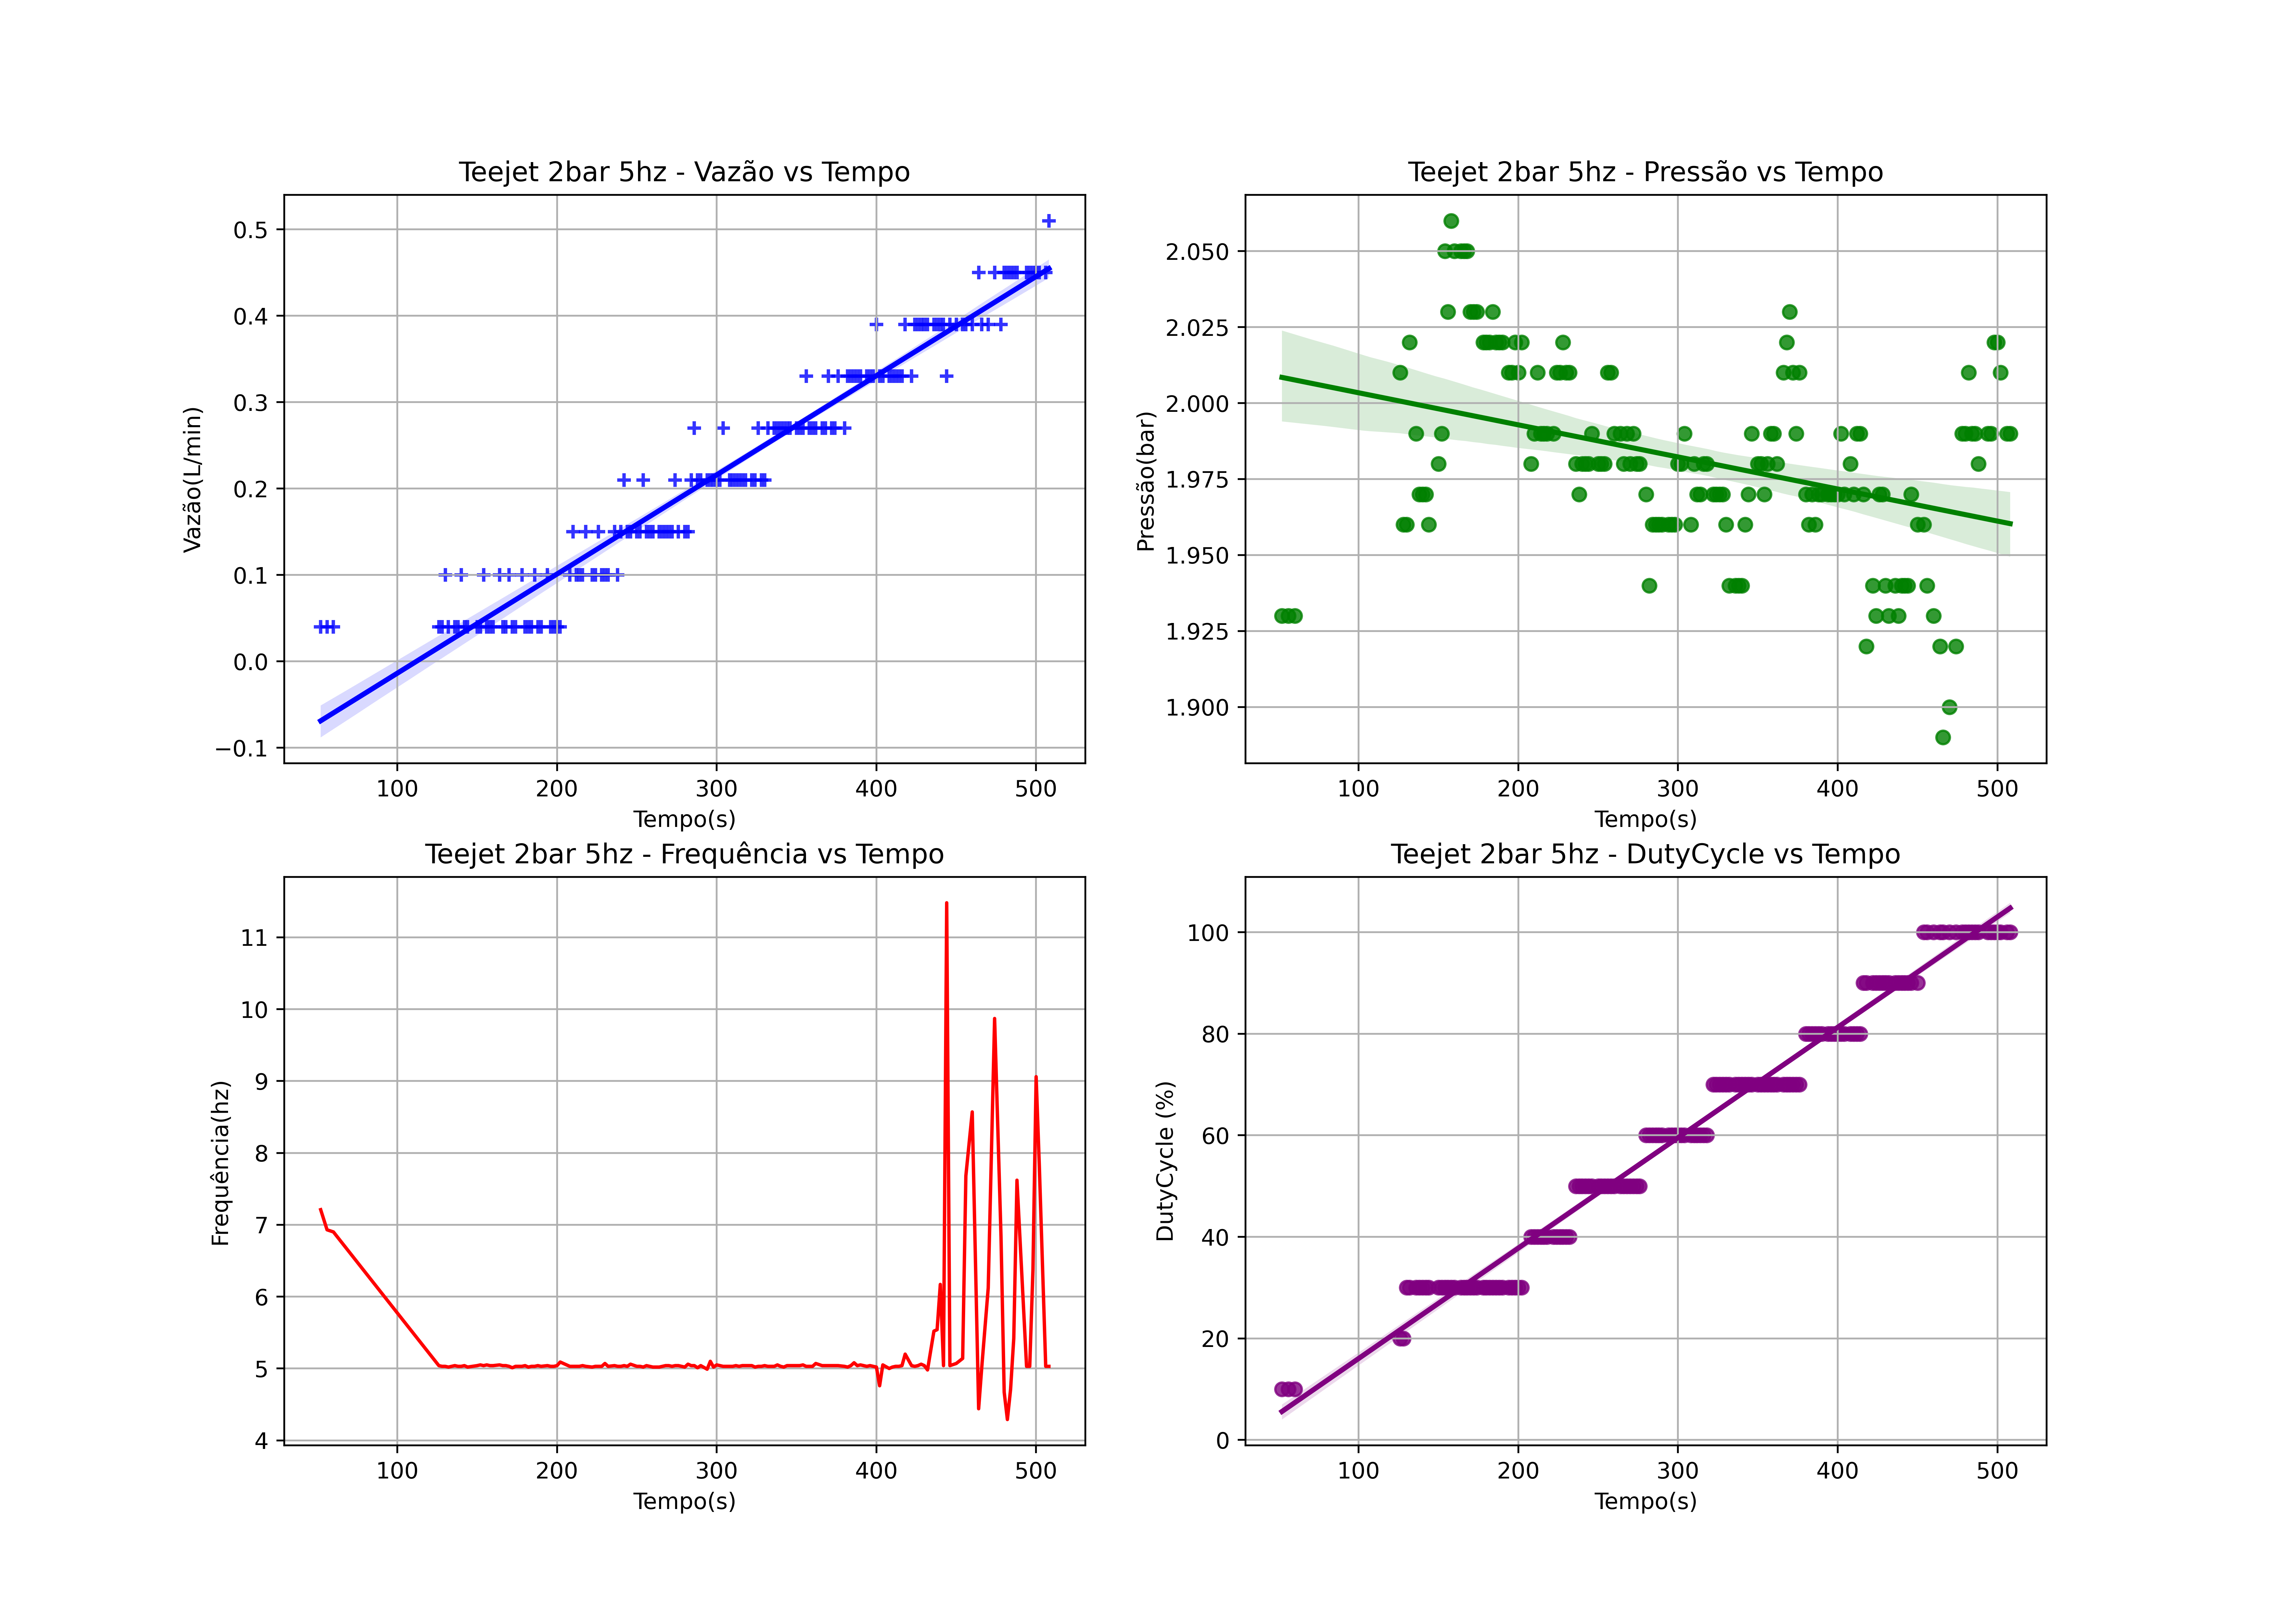 Teejet 2bar 5hz - Vazão vs Tempo
Vazão(L/min)
0.5
0.4
0.3
0.2
0.1
0.0
−0.1
100 200 300 400 500
Tempo(s)
Teejet 2bar 5hz - Pressão vs Tempo
Pressão(bar)
2.050
2.025
2.000
1.975
1.950
1.925
1.900
100 200 300 400 500
Tempo(s)
Teejet 2bar 5hz - Frequência vs Tempo
Frequência(hz)
11
10
9
8
7
6
5
4
100 200 300 400 500
Tempo(s)
Teejet 2bar 5hz - DutyCycle vs Tempo
DutyCycle (%)
100
80
60
40
20
0
100 200 300 400 500
Tempo(s)